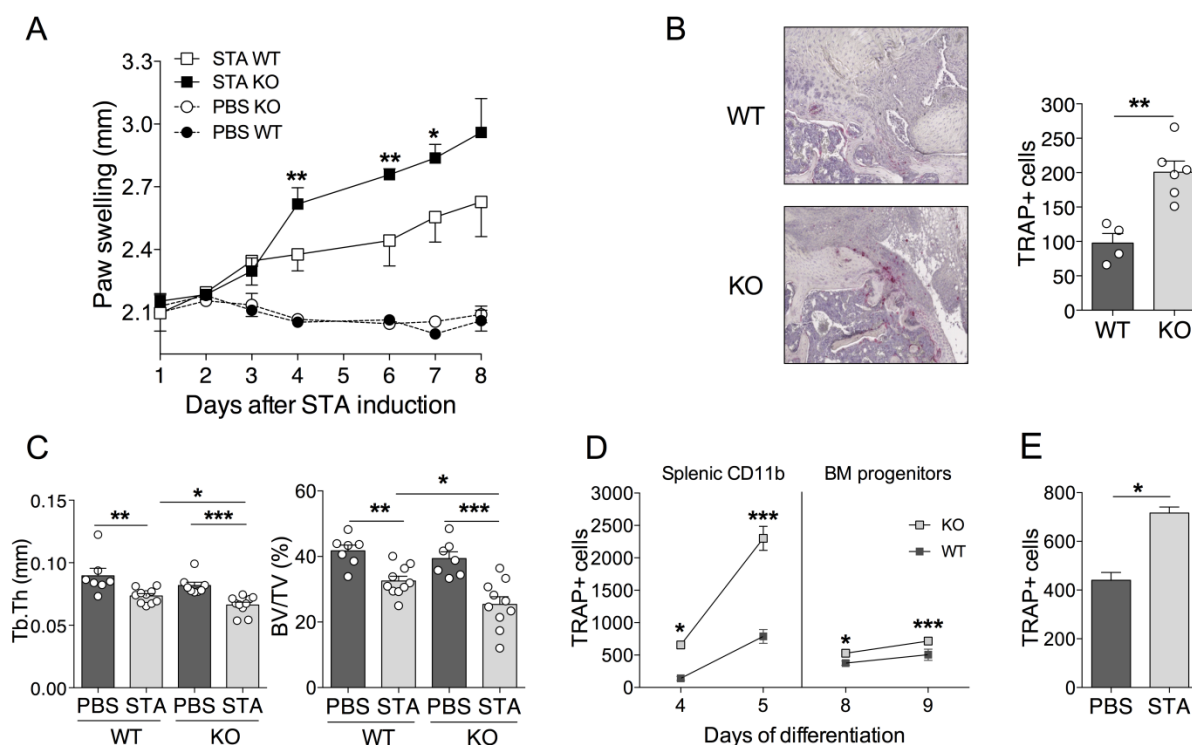 A
STA WT
STA KO
PBS KO
PBS WT
3.3
3.0
2.7
2.4
2.1
Paw swelling (mm)
**
**
*
1 2 3 4 5 6 7 8
Days after STA induction
B
WT
KO
300
250
200
150
100
50
0
TRAP+ cells
**
WT KO
C
0.15
0.10
0.05
0.00
Tb.Th (mm)
*
** ***
PBS STA PBS STA
WT KO
60
40
20
0
BV/TV (%)
*
** ***
PBS STA PBS STA
WT KO
D
Splenic CD11b BM progenitors
3000
2500
2000
1500
1000
500
0
TRAP+ cells
KO
WT
* *** * ***
4 5 8 9
Days of differentiation
E
800
600
400
200
0
TRAP+ cells
*
PBS STA